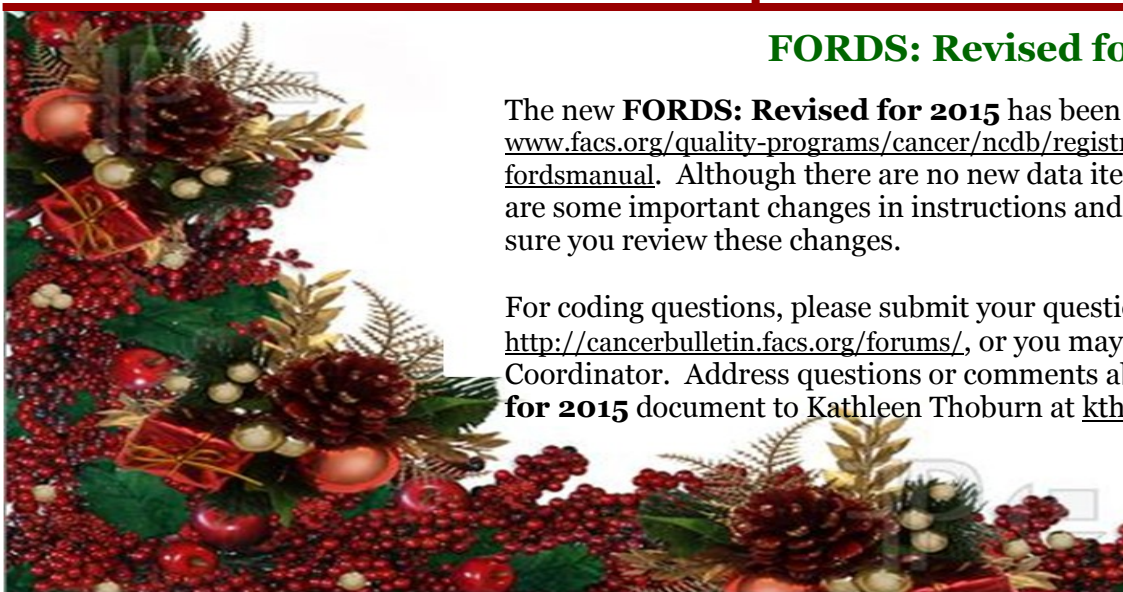 FORDS: Revised fo
The new FORDS: Revised for 2015 has been
www.facs.org/quality-programs/cancer/ncdb/registr
fordsmanual. Although there are no new data ite
are some important changes in instructions and
sure you review these changes.
For coding questions, please submit your questi
http://cancerbulletin.facs.org/forums/, or you may
Coordinator. Address questions or comments a
for 2015 document to Kathleen Thoburn at kth